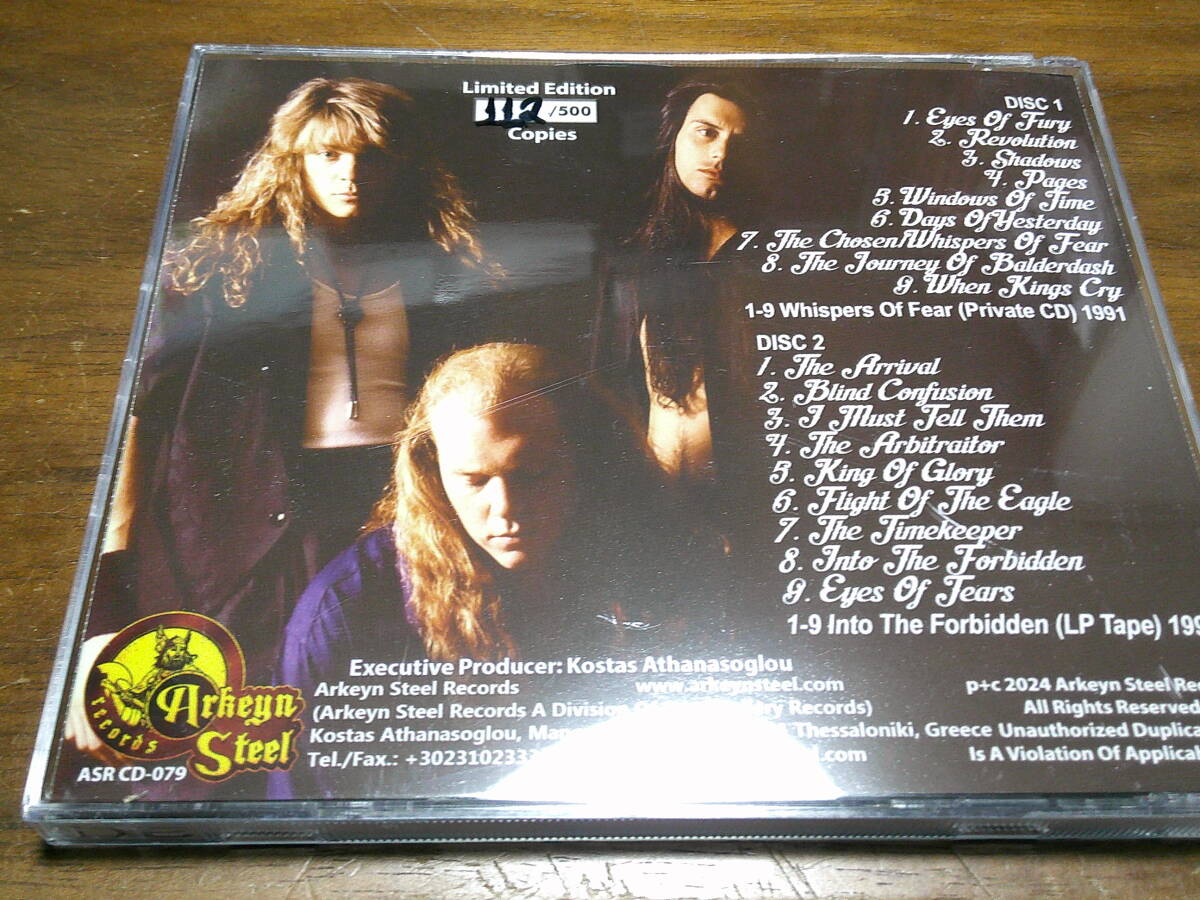 Limited Edition
112 /500
Copies
DISC 1
1. Eyes Of Fury
2. Revolution
3. Shadows
4. Pages
5. Windows Of Time
6. Days Of Yesterday
7. The Chosen/Whispers Of Fear
8. The Journey Of Balderdash
9. When Kings Cry
1-9 Whispers Of Fear (Private CD) 1991
DISC 2
1. The Arrival
2. Blind Confusion
3. I Must Tell Them
4. The Arbitraitor
5. King Of Glory
6. Flight Of The Eagle
7. The Timekeeper
8. Into The Forbidden
9. Eyes Of Tears
1-9 Into The Forbidden (LP Tape)
Executive Producer: Kostas Athanasoglou
Arkeyn Steel Records www.arkeynsteel.com
(Arkeyn Steel Records A Division Records)
Kostas Athanasoglou, Thessaloniki, Greece
Tel./Fax.:
p+c 2024 Arkeyn Steel
All Rights Reserved
Unauthorized
Is A Violation Of
Arkeyn
Steel
records
ASR CD-079